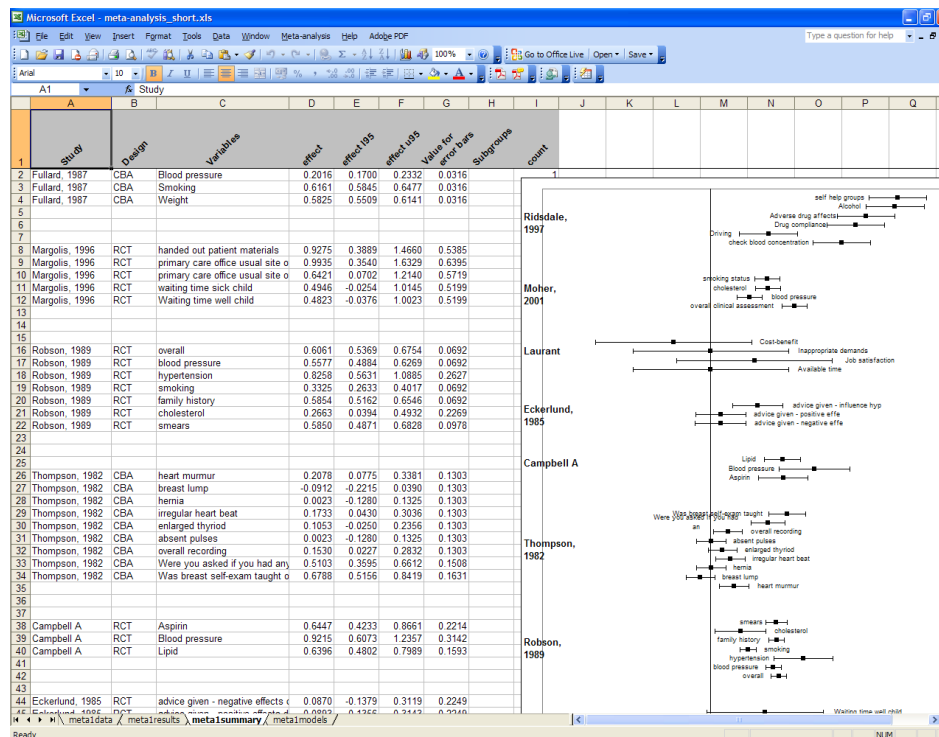 Microsoft Excel - meta-analysis_short.xls
File Edit View Insert Format Tools Data Window Meta-analysis Help Adobe PDF
Type a question for help
100% Go to Office Live Open Save
Arial 10 B I U
A1 fx Study
A B C D E F G H I J K L M N O P Q
1 Study Design Variables effect effect l95 effect u95 Value for error bars Subgroups count
2 Fullard, 1987 CBA Blood pressure 0.2016 0.1700 0.2332 0.0316 1
3 Fullard, 1987 CBA Smoking 0.6161 0.5845 0.6477 0.0316
4 Fullard, 1987 CBA Weight 0.5825 0.5509 0.6141 0.0316
5
6
7
8 Margolis, 1996 RCT handed out patient materials 0.9275 0.3889 1.4660 0.5385
9 Margolis, 1996 RCT primary care office usual site o 0.9935 0.3540 1.6329 0.6395
10 Margolis, 1996 RCT primary care office usual site o 0.6421 0.0702 1.2140 0.5719
11 Margolis, 1996 RCT waiting time sick child 0.4946 -0.0254 1.0145 0.5199
12 Margolis, 1996 RCT Waiting time well child 0.4823 -0.0376 1.0023 0.5199
13
14
15
16 Robson, 1989 RCT overall 0.6061 0.5369 0.6754 0.0692
17 Robson, 1989 RCT blood pressure 0.5577 0.4884 0.6269 0.0692
18 Robson, 1989 RCT hypertension 0.8258 0.5631 1.0885 0.2627
19 Robson, 1989 RCT smoking 0.3325 0.2633 0.4017 0.0692
20 Robson, 1989 RCT family history 0.5854 0.5162 0.6546 0.0692
21 Robson, 1989 RCT cholesterol 0.2663 0.0394 0.4932 0.2269
22 Robson, 1989 RCT smears 0.5850 0.4871 0.6828 0.0978
23
24
25
26 Thompson, 1982 CBA heart murmur 0.2078 0.0775 0.3381 0.1303
27 Thompson, 1982 CBA breast lump -0.0912 -0.2215 0.0390 0.1303
28 Thompson, 1982 CBA hernia 0.0023 -0.1280 0.1325 0.1303
29 Thompson, 1982 CBA irregular heart beat 0.1733 0.0430 0.3036 0.1303
30 Thompson, 1982 CBA enlarged thyriod 0.1053 -0.0250 0.2356 0.1303
31 Thompson, 1982 CBA absent pulses 0.0023 -0.1280 0.1325 0.1303
32 Thompson, 1982 CBA overall recording 0.1530 0.0227 0.2832 0.1303
33 Thompson, 1982 CBA Were you asked if you had any 0.5103 0.3595 0.6612 0.1508
34 Thompson, 1982 CBA Was breast self-exam taught o 0.6788 0.5156 0.8419 0.1631
35
36
37
38 Campbell A RCT Aspirin 0.6447 0.4233 0.8661 0.2214
39 Campbell A RCT Blood pressure 0.9215 0.6073 1.2357 0.3142
40 Campbell A RCT Lipid 0.6396 0.4802 0.7989 0.1593
41
42
43
44 Eckerlund, 1985 RCT advice given - negative effects o 0.0870 -0.1379 0.3119 0.2249
Ridsdale, 1997
self help groups
Alcohol
Adverse drug affects
Drug compliance
Driving
check blood concentration
Moher, 2001
smoking status
cholesterol
blood pressure
overall clinical assessment
Laurant
Cost-benefit
Inappropriate demands
Job satisfaction
Available time
Eckerlund, 1985
advice given - influence hyp
advice given - positive effe
advice given - negative effe
Campbell A
Lipid
Blood pressure
Aspirin
Thompson, 1982
Was breast self-exam taught
Were you asked if you had an
overall recording
absent pulses
enlarged thyriod
irregular heart beat
hernia
breast lump
heart murmur
Robson, 1989
smears
cholesterol
family history
smoking
hypertension
blood pressure
overall
Waiting time well child
meta1data meta1results meta1summary meta1models
Ready NUM